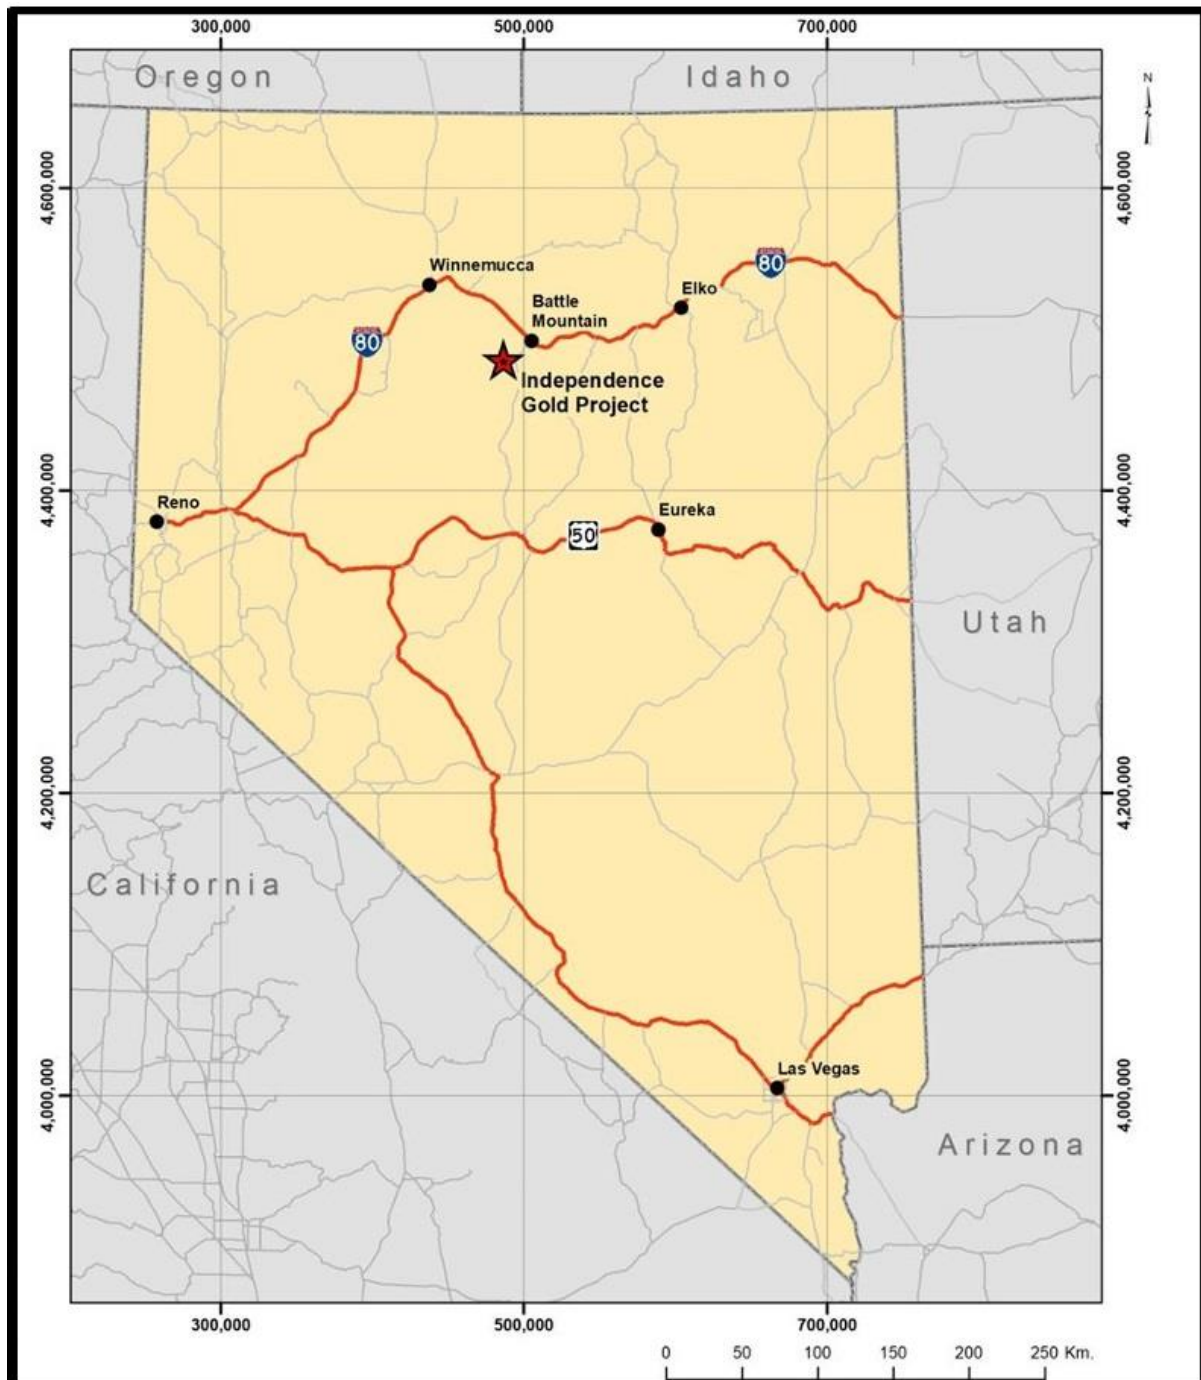 300,000 500,000 700,000
Oregon Idaho
N
4,600,000 4,600,000
Winnemucca
80
Elko
Battle
Mountain
80
Independence
Gold Project
4,400,000 4,400,000
Reno
Eureka
50
Utah
4,200,000 4,200,000
California
Las Vegas
4,000,000 4,000,000
Arizona
300,000 500,000 700,000
0 50 100 150 200 250 Km.